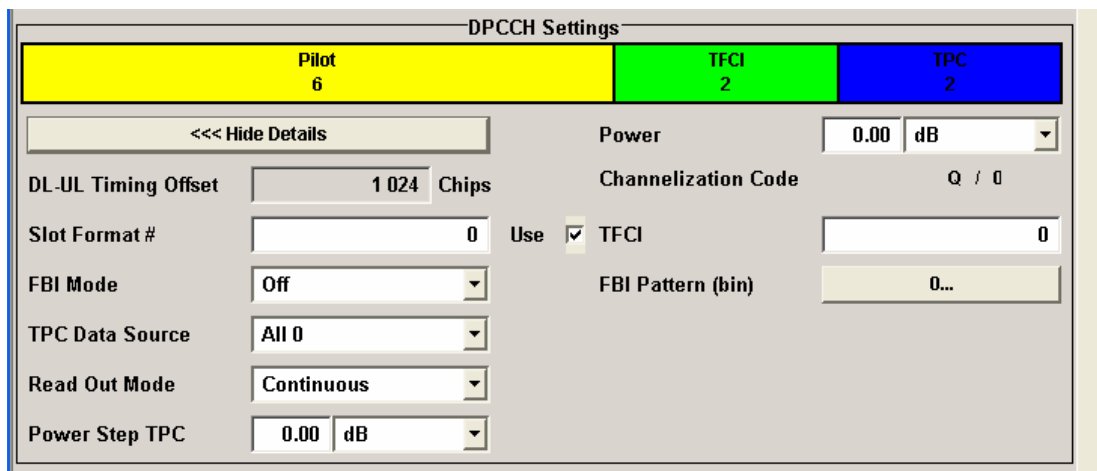 DPCCH Settings
Pilot TFCI TPC
6 2 2
<<< Hide Details Power 0.00 dB
DL-UL Timing Offset 1 024 Chips Channelization Code Q / 0
Slot Format # 0 Use TFCI 0
FBI Mode Off FBI Pattern (bin) 0...
TPC Data Source All 0
Read Out Mode Continuous
Power Step TPC 0.00 dB